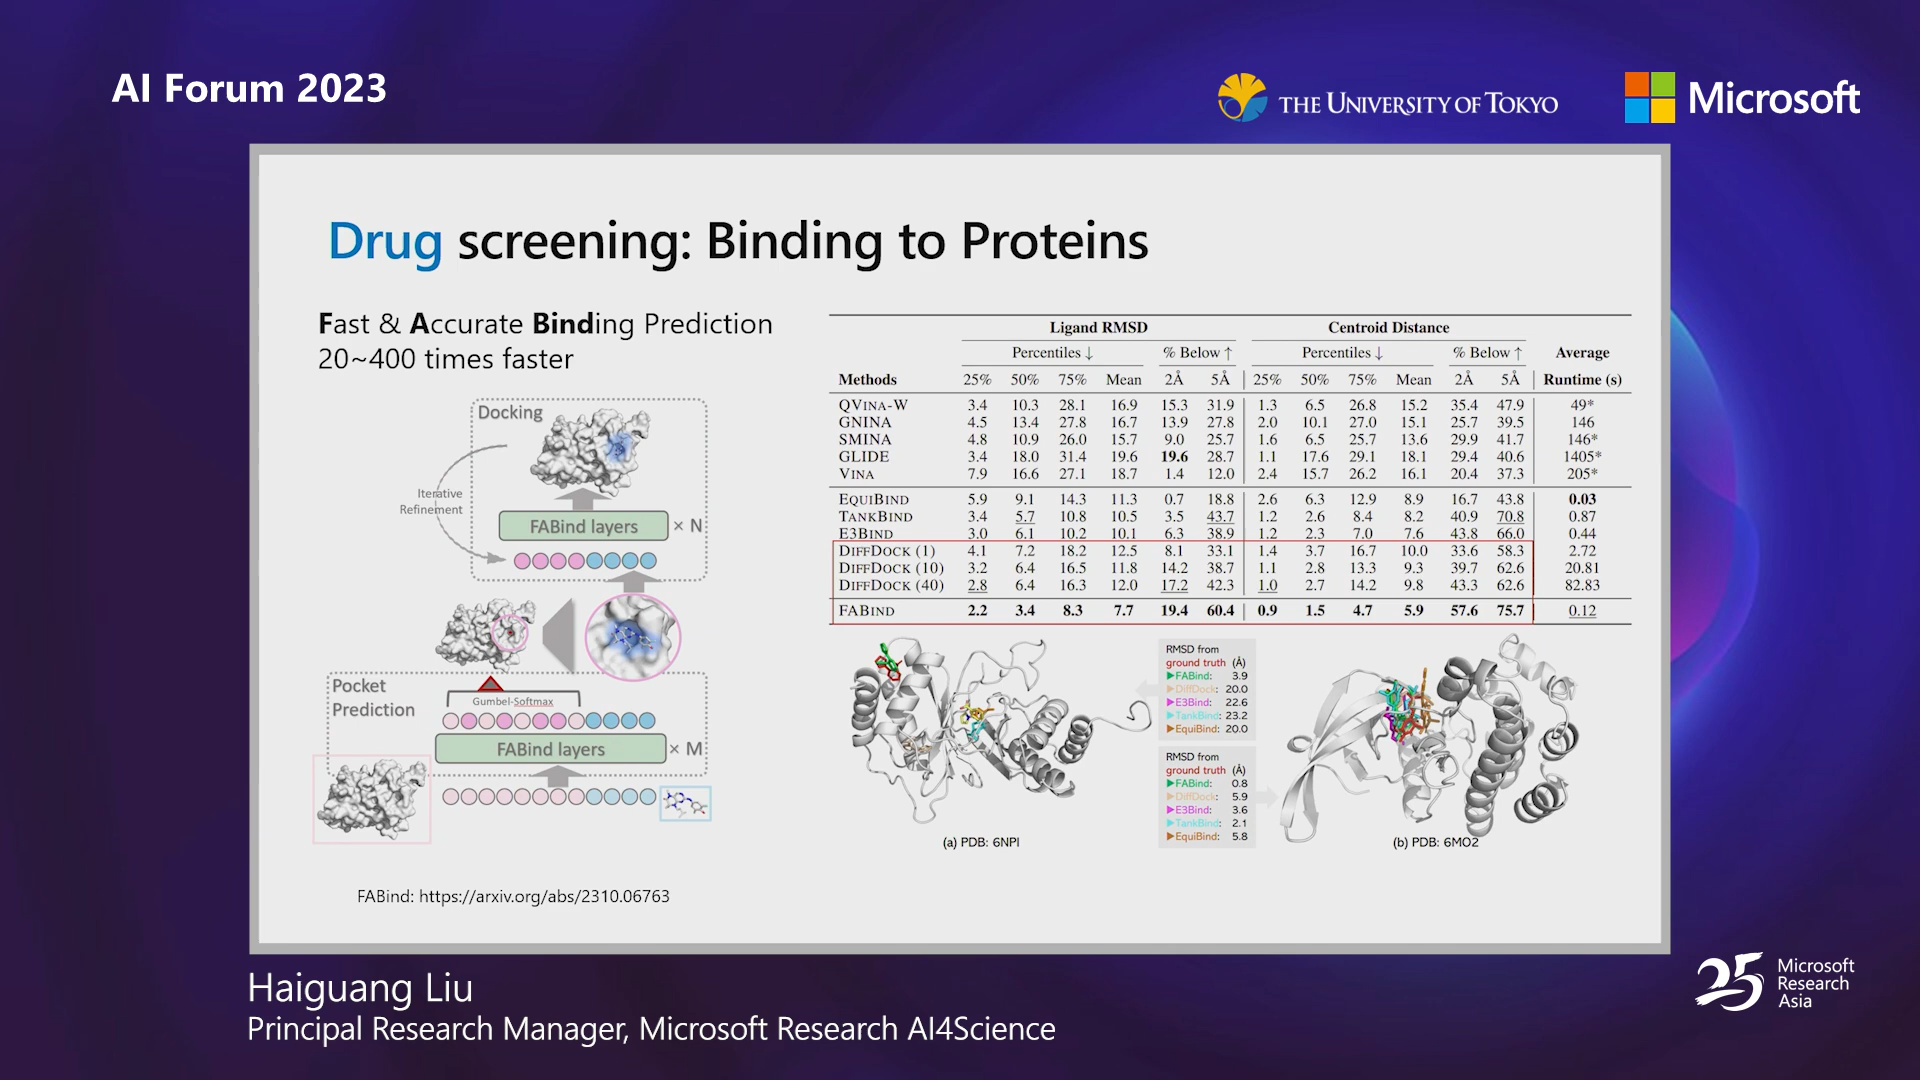 AI Forum 2023
THE UNIVERSITY OF TOKYO
Microsoft
Drug screening: Binding to Proteins
Fast & Accurate Binding Prediction
20~400 times faster
Docking
Iterative
Refinement
FABind layers × N
Pocket
Prediction
Gumbel-Softmax
FABind layers × M
FABind: https://arxiv.org/abs/2310.06763
Ligand RMSD Centroid Distance
Percentiles ↓ % Below ↑ Percentiles ↓ % Below ↑ Average
Methods 25% 50% 75% Mean 2Å 5Å 25% 50% 75% Mean 2Å 5Å Runtime (s)
QVINA-W 3.4 10.3 28.1 16.9 15.3 31.9 1.3 6.5 26.8 15.2 35.4 47.9 49*
GNINA 4.5 13.4 27.8 16.7 13.9 27.8 2.0 10.1 27.0 15.1 25.7 39.5 146
SMINA 4.8 10.9 26.0 15.7 9.0 25.7 1.6 6.5 25.7 13.6 29.9 41.7 146*
GLIDE 3.4 18.0 31.4 19.6 19.6 28.7 1.1 17.6 29.1 18.1 29.4 40.6 1405*
VINA 7.9 16.6 27.1 18.7 1.4 12.0 2.4 15.7 26.2 16.1 20.4 37.3 205*
EQUIBIND 5.9 9.1 14.3 11.3 0.7 18.8 2.6 6.3 12.9 8.9 16.7 43.8 0.03
TANKBIND 3.4 5.7 10.8 10.5 3.5 43.7 1.2 2.6 8.4 8.2 40.9 70.8 0.87
E3BIND 3.0 6.1 10.2 10.1 6.3 38.9 1.2 2.3 7.0 7.6 43.8 66.0 0.44
DIFFDOCK (1) 4.1 7.2 18.2 12.5 8.1 33.1 1.4 3.7 16.7 10.0 33.6 58.3 2.72
DIFFDOCK (10) 3.2 6.4 16.5 11.8 14.2 38.7 1.1 2.8 13.3 9.3 39.7 62.6 20.81
DIFFDOCK (40) 2.8 6.4 16.3 12.0 17.2 42.3 1.0 2.7 14.2 9.8 43.3 62.6 82.83
FABIND 2.2 3.4 8.3 7.7 19.4 60.4 0.9 1.5 4.7 5.9 57.6 75.7 0.12
RMSD from
ground truth (Å)
▶FABind: 3.9
▶DiffDock: 20.0
▶E3Bind: 22.6
▶TankBind: 23.2
▶EquiBind: 20.0
RMSD from
ground truth (Å)
▶FABind: 0.8
▶DiffDock: 5.9
▶E3Bind: 3.6
▶TankBind: 2.1
▶EquiBind: 5.8
(a) PDB: 6NPI
(b) PDB: 6MO2
Haiguang Liu
Principal Research Manager, Microsoft Research AI4Science
25 Microsoft
Research
Asia